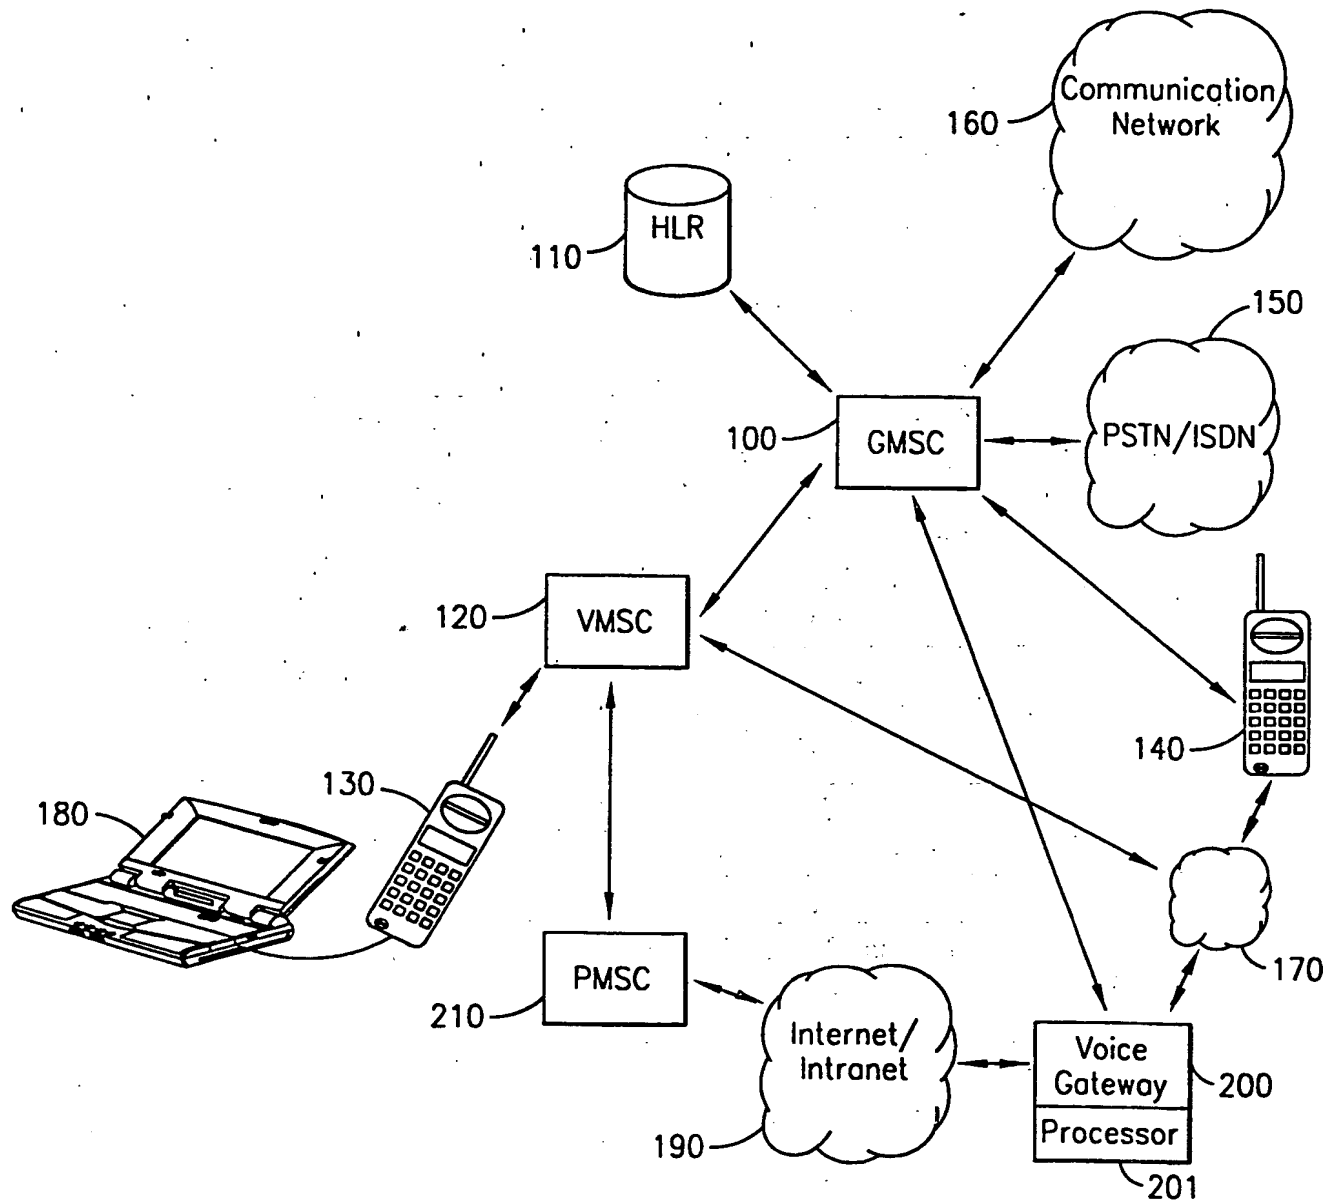 Communication
Network
160
HLR
110
150
100
GMSC
PSTN/ISDN
120
VMSC
140
130
180
PMSC
210
170
Internet/
Intranet
190
Voice
Gateway
200
Processor
201